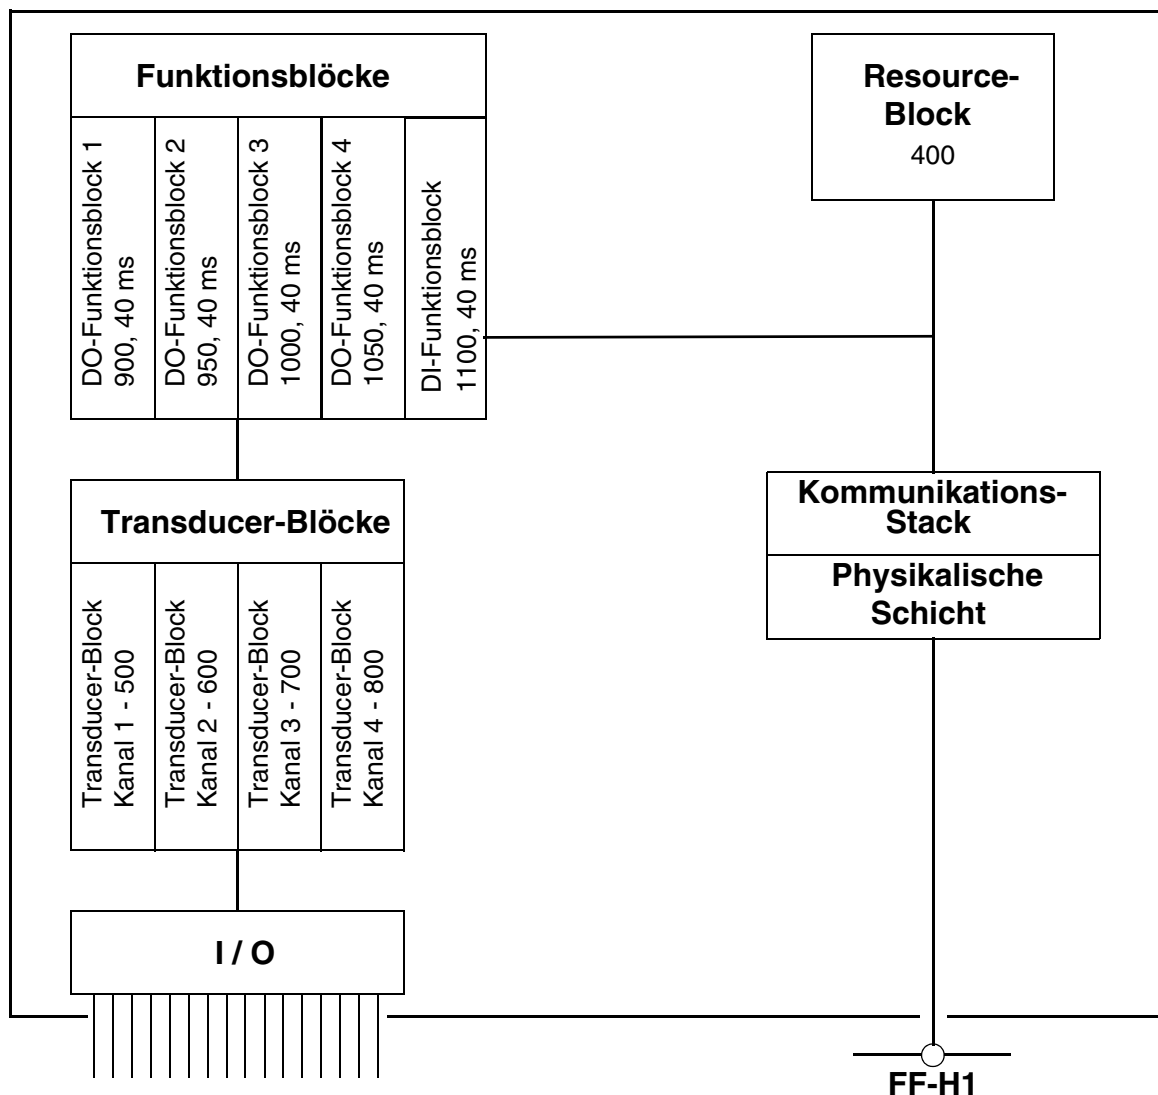 Funktionsblöcke
DO-Funktionsblock 1
900, 40 ms
DO-Funktionsblock 2
950, 40 ms
DO-Funktionsblock 3
1000, 40 ms
DO-Funktionsblock 4
1050, 40 ms
DI-Funktionsblock
1100, 40 ms
Resource-
Block
400
Transducer-Blöcke
Transducer-Block
Kanal 1 - 500
Transducer-Block
Kanal 2 - 600
Transducer-Block
Kanal 3 - 700
Transducer-Block
Kanal 4 - 800
Kommunikations-
Stack
Physikalische
Schicht
I / O
FF-H1